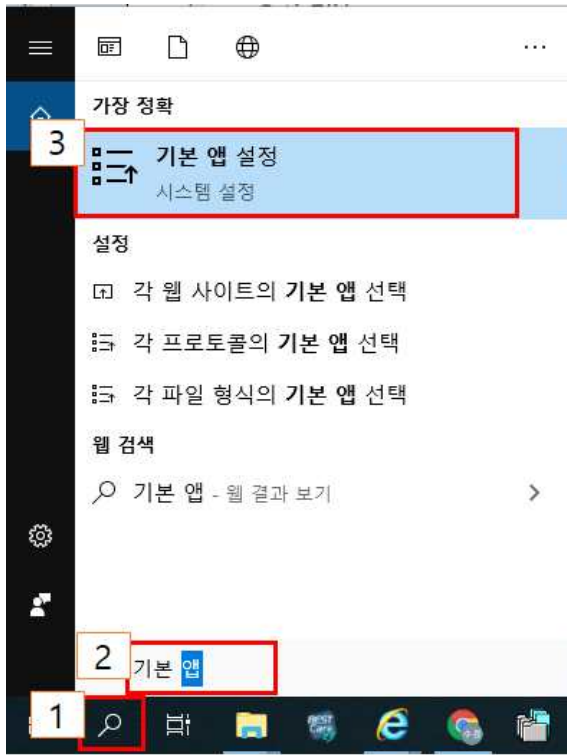 가장 정확
3
기본 앱 설정
시스템 설정
설정
각 웹 사이트의 기본 앱 선택
각 프로토콜의 기본 앱 선택
각 파일 형식의 기본 앱 선택
웹 검색
기본 앱 - 웹 결과 보기
2
기본 앱
1